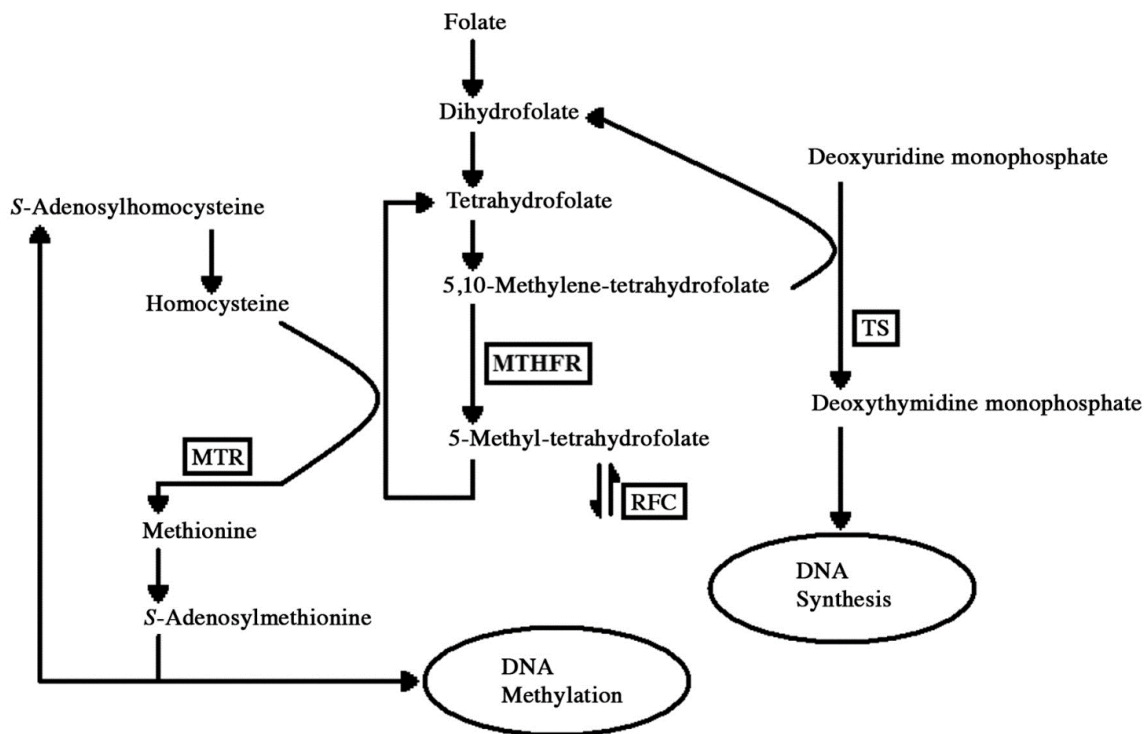 Folate
Dihydrofolate
Deoxyuridine monophosphate
S-Adenosylhomocysteine
Tetrahydrofolate
5,10-Methylene-tetrahydrofolate
Homocysteine
TS
MTHFR
Deoxythymidine monophosphate
5-Methyl-tetrahydrofolate
MTR
RFC
Methionine
DNA
Synthesis
S-Adenosylmethionine
DNA
Methylation